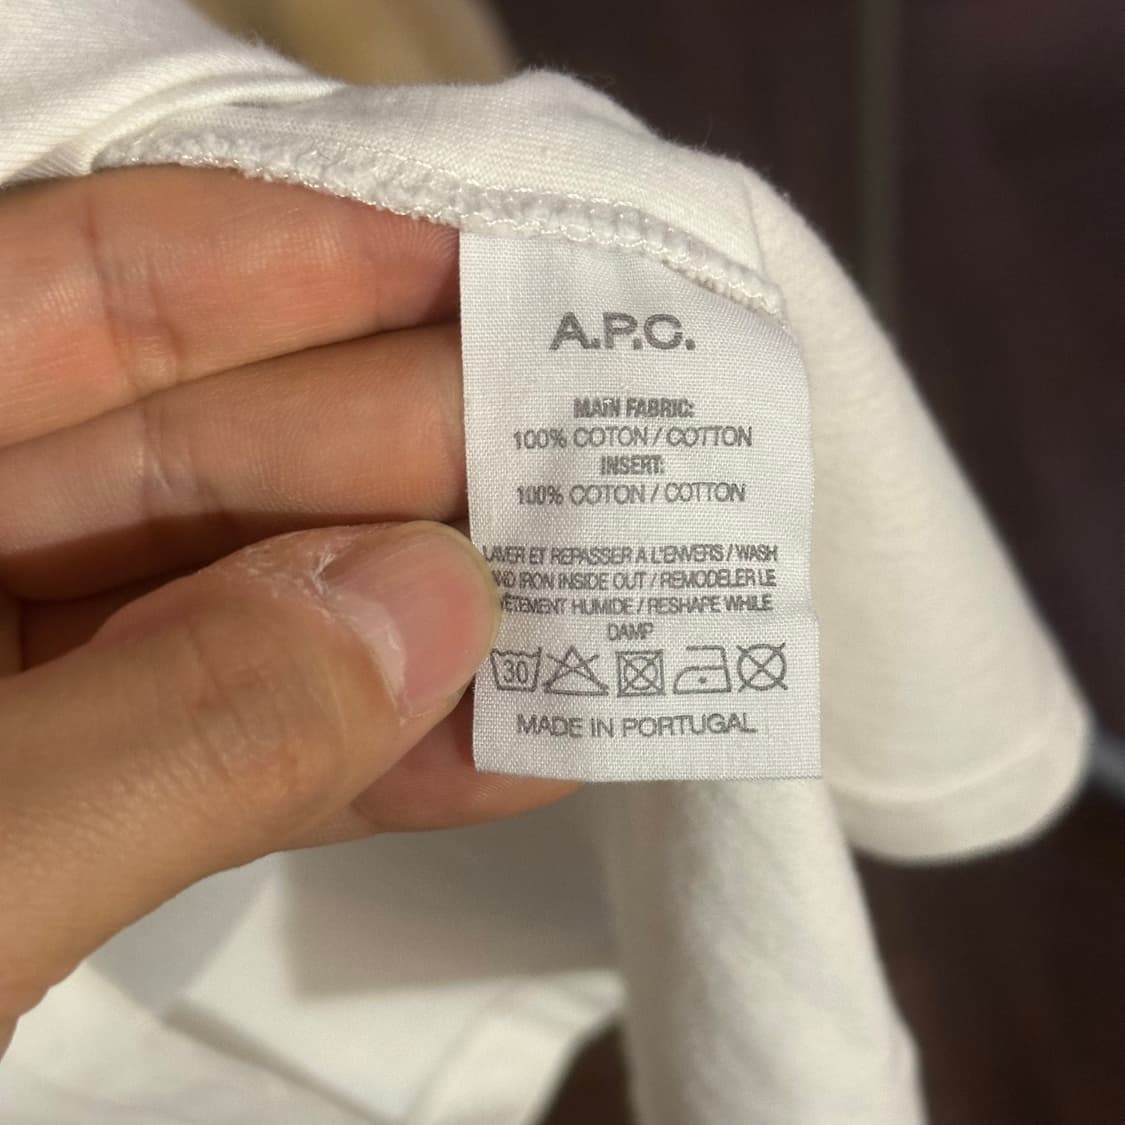 A.P.C.
MAIN FABRIC:
100% COTON / COTTON
INSERT:
100% COTON / COTTON
LAVER ET REPASSER A L'ENVERS / WASH
AND IRON INSIDE OUT / REMODELER LE
VÊTEMENT HUMIDE / RESHAPE WHILE
DAMP
30
MADE IN PORTUGAL